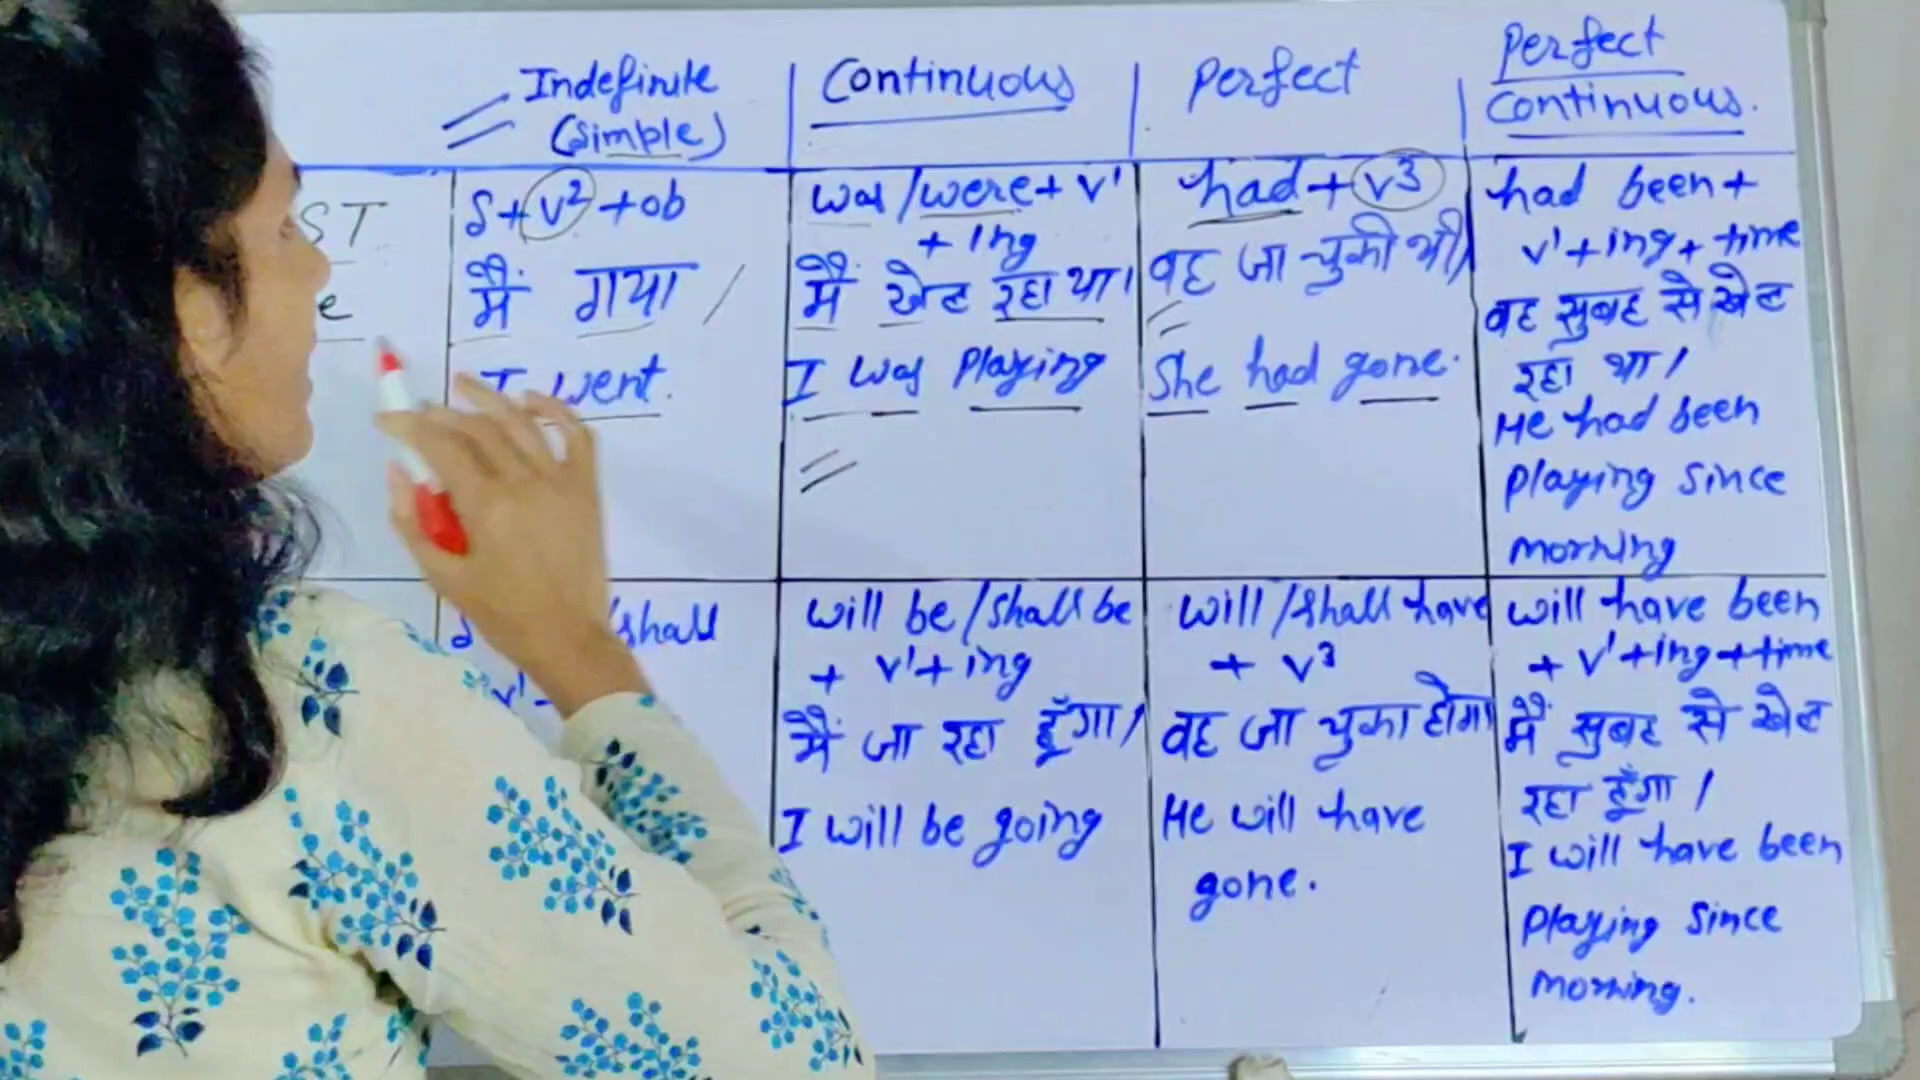 Indefinite
(Simple)
Continuous
Perfect
Perfect
Continuous.
ST
e
S+V2+ob
मैं गया /
I went.
was/were+V1
+ing
मैं खेल रहा था।
I was Playing
had+V3
वह जा चुकी थी/
She had gone.
had been+
V1+ing+time
वह सुबह से खेल
रहा था/
He had been
Playing Since
morning
/shall
V1
will be/shall be
+ V1+ing
मैं जा रहा हूँगा/
I will be going
will/shall have
+ V3
वह जा चुका होगा
He will have
gone.
will have been
+ V1+ing+time
मैं सुबह से खेल
रहा हूँगा /
I will have been
Playing Since
morning.